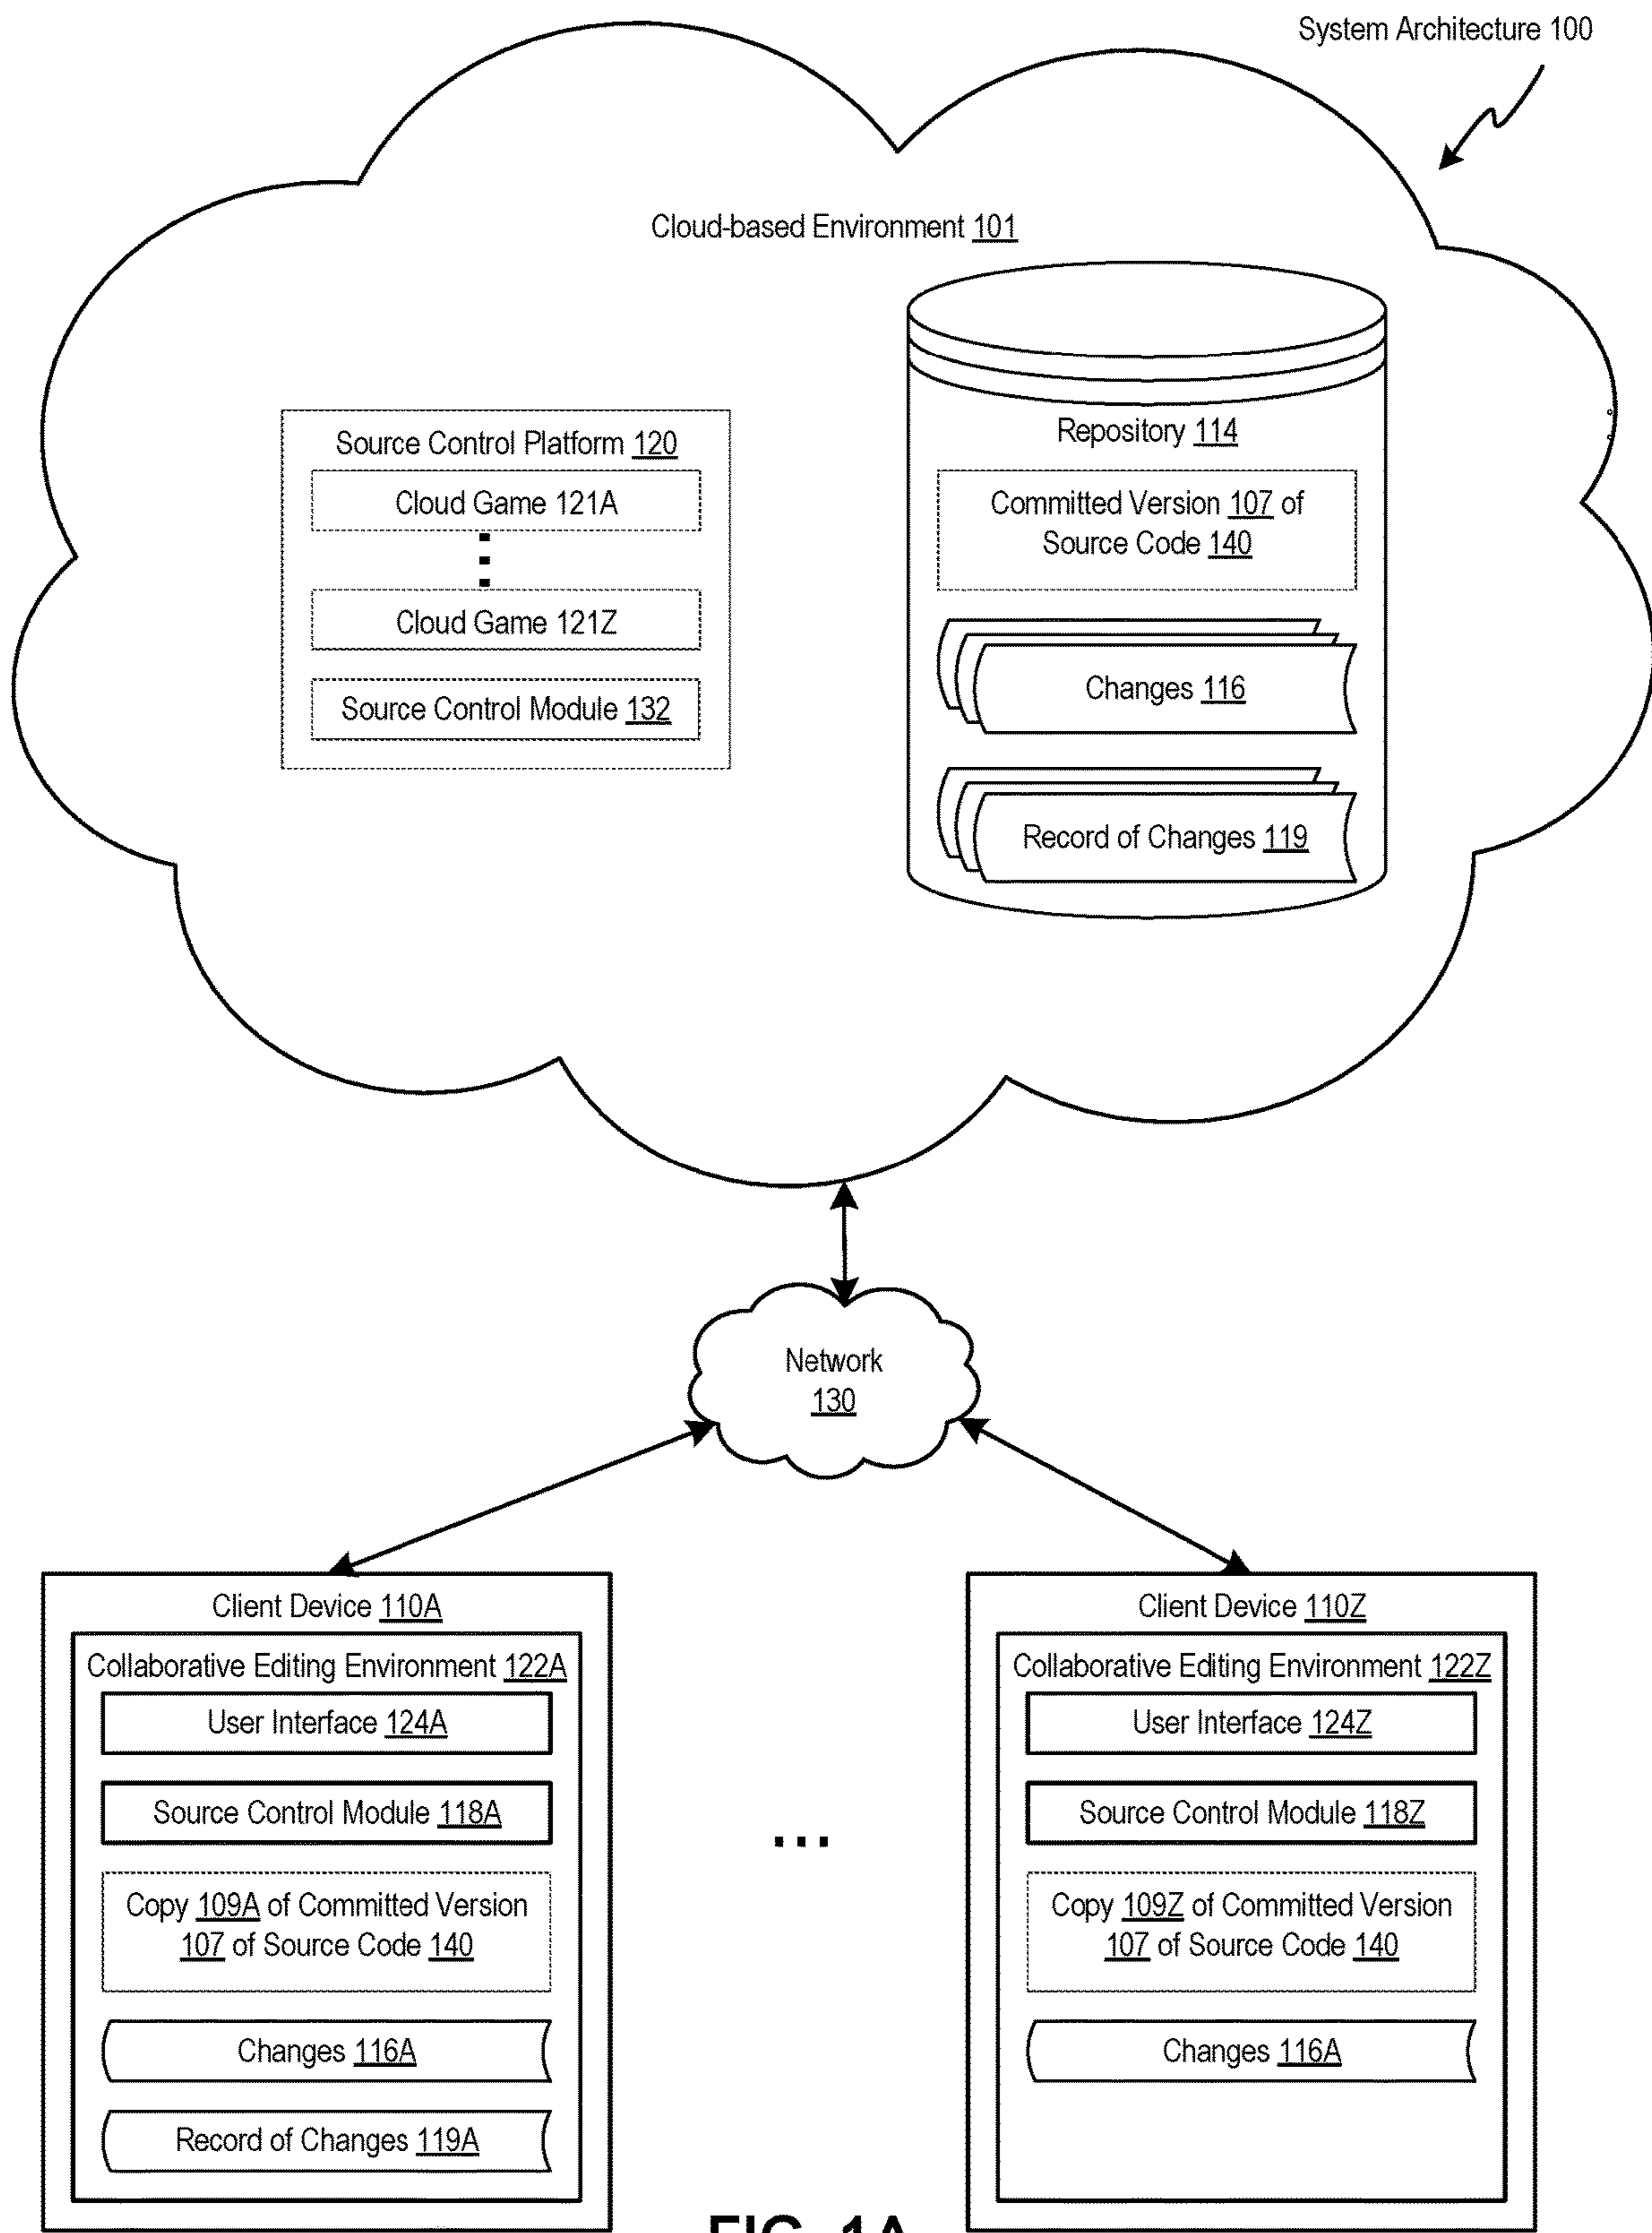 System Architecture 100
Cloud-based Environment 101
Source Control Platform 120
Cloud Game 121A
Cloud Game 121Z
Source Control Module 132
Repository 114
Committed Version 107 of
Source Code 140
Changes 116
Record of Changes 119
Network
130
Client Device 110A
Collaborative Editing Environment 122A
User Interface 124A
Source Control Module 118A
Copy 109A of Committed Version
107 of Source Code 140
Changes 116A
Record of Changes 119A
...
Client Device 110Z
Collaborative Editing Environment 122Z
User Interface 124Z
Source Control Module 118Z
Copy 109Z of Committed Version
107 of Source Code 140
Changes 116A
FIG. 1A